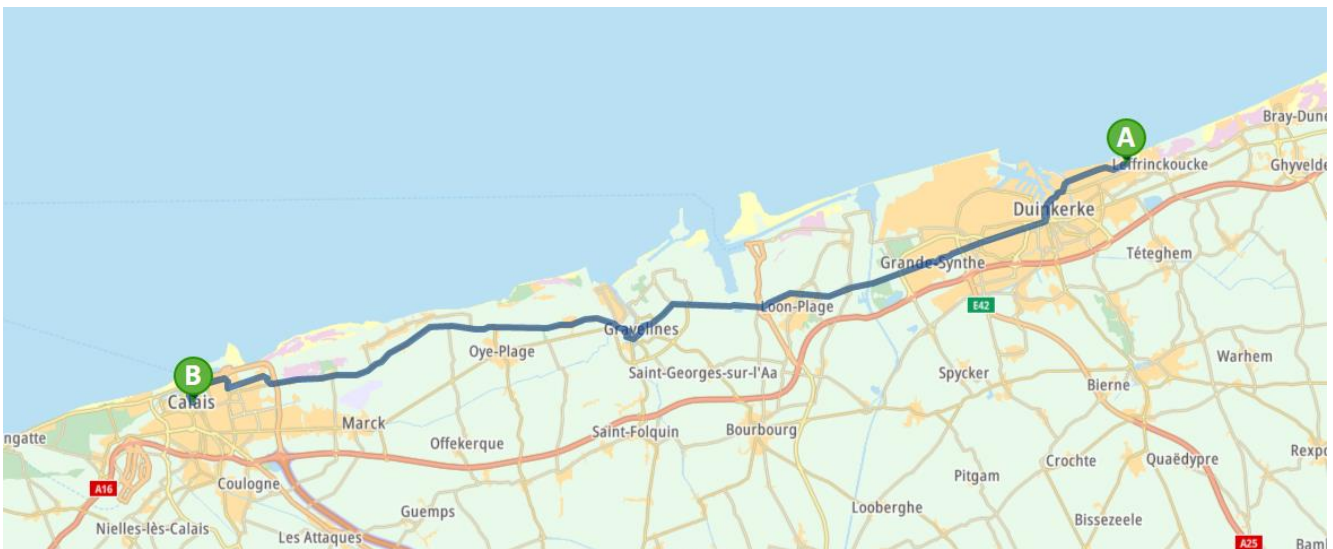 Bray-Dune
A
Leffrinckoucke
Ghyvelde
Duinkerke
Téteghem
Grande-Synthe
E42
Loon-Plage
Gravelines
Oye-Plage
Warhem
Saint-Georges-sur-l'Aa
Spycker
Bierne
B
Calais
Marck
ngatte
Offekerque
Saint-Folquin
Bourbourg
Rexpo
Crochte
Quaëdypre
Pitgam
A16
Coulogne
Guemps
Looberghe
Bissezeele
Nielles-lès-Calais
Les Attaques
A25
Baml